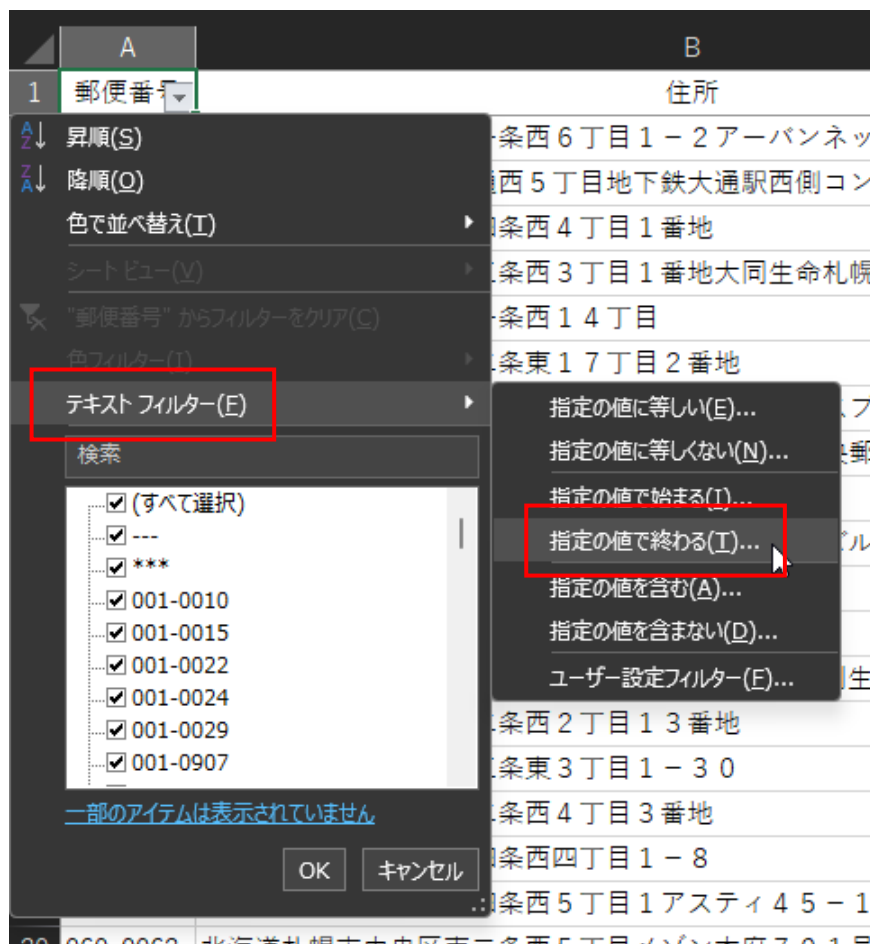 A B
1 郵便番号 住所
昇順(S)
条西6丁目1-2アーバンネッ
降順(O)
西5丁目地下鉄大通駅西側コン
色で並べ替え(T)
条西4丁目1番地
シート ビュー(V)
条西3丁目1番地大同生命札幌
"郵便番号" からフィルターをクリア(C)
条西14丁目
色フィルター(I)
条東17丁目2番地
テキスト フィルター(F)
指定の値に等しい(E)...
指定の値に等しくない(N)...
指定の値で始まる(I)...
指定の値で終わる(T)...
指定の値を含む(A)...
指定の値を含まない(D)...
ユーザー設定フィルター(F)...
検索
(すべて選択)
---
***
001-0010
001-0015
001-0022
001-0024
001-0029
001-0907
条西2丁目13番地
条東3丁目1-30
一部のアイテムは表示されていません
条西4丁目3番地
OK キャンセル
条西四丁目1-8
条西5丁目1アスティ45-1